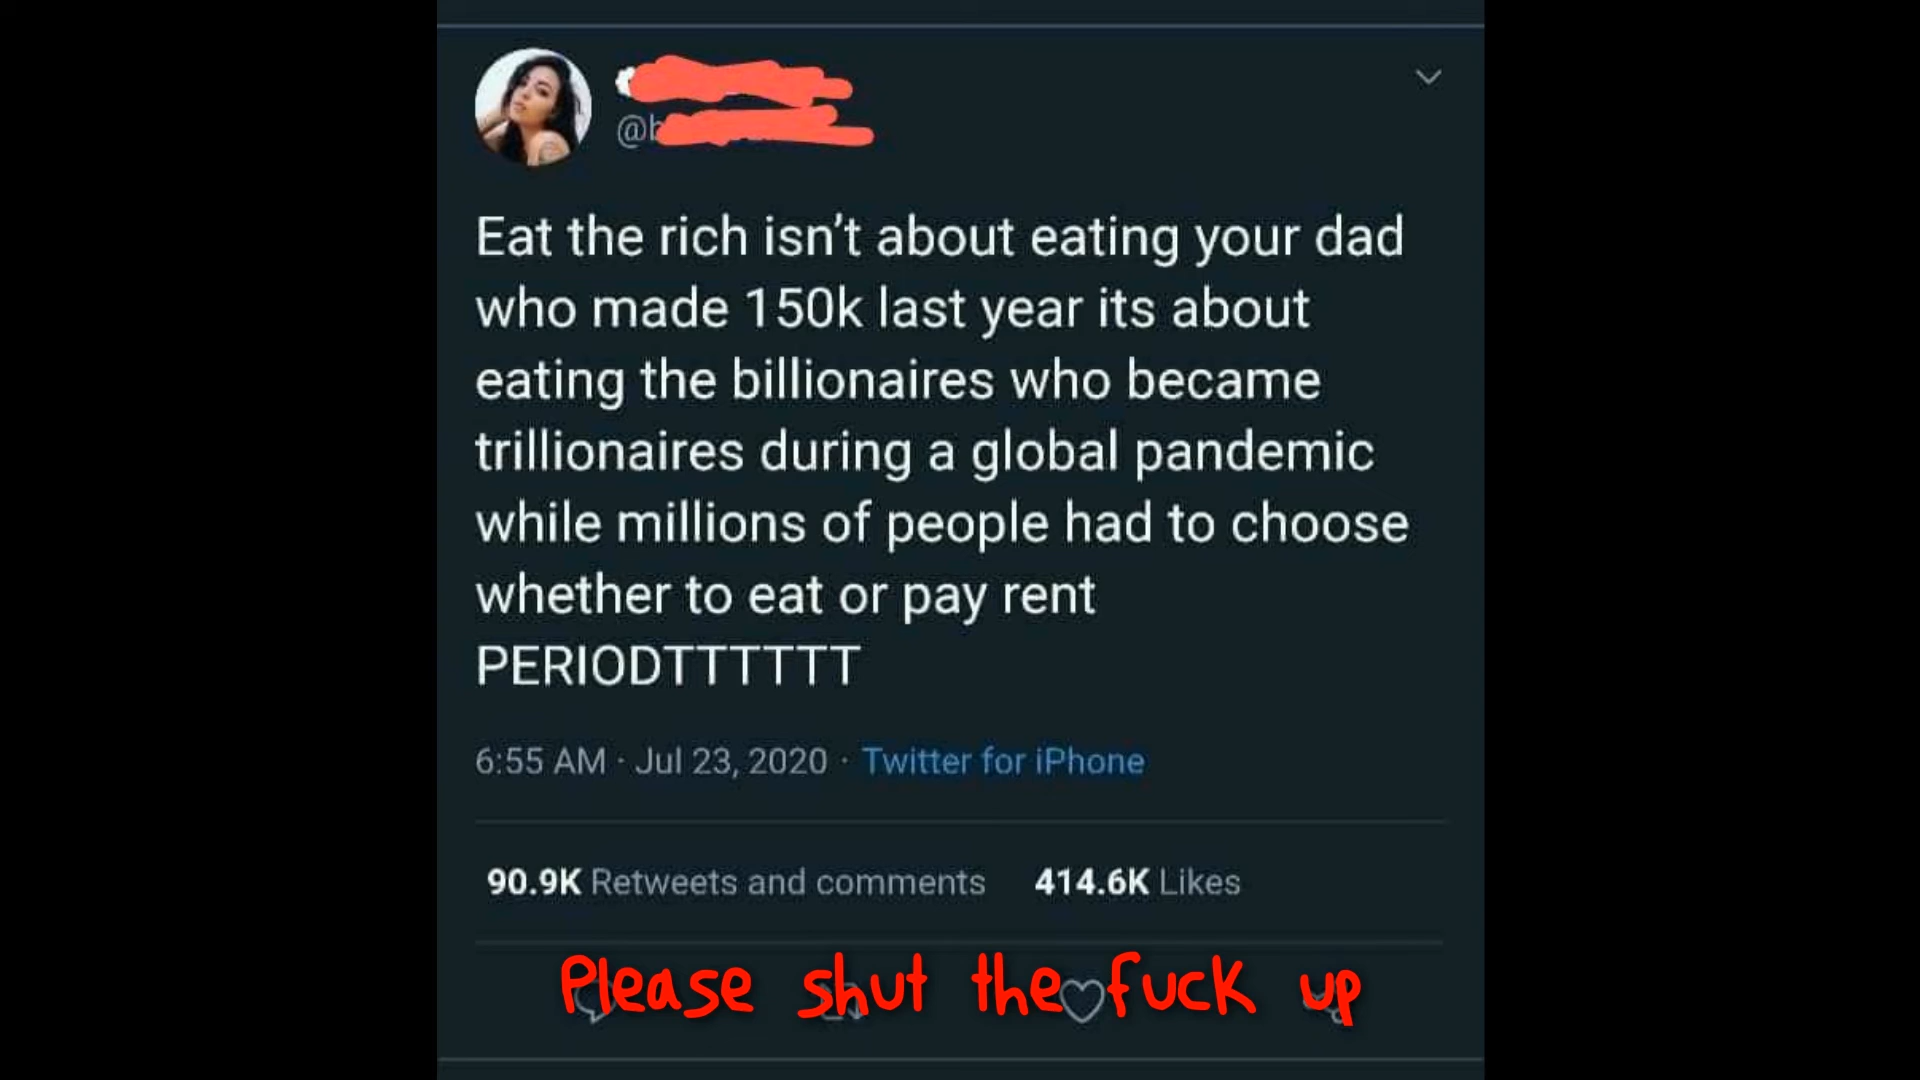 @
Eat the rich isn't about eating your dad
who made 150k last year its about
eating the billionaires who became
trillionaires during a global pandemic
while millions of people had to choose
whether to eat or pay rent
PERIODTTTTTT
6:55 AM · Jul 23, 2020 · Twitter for iPhone
90.9K Retweets and comments 414.6K Likes
Please shut the fuck up